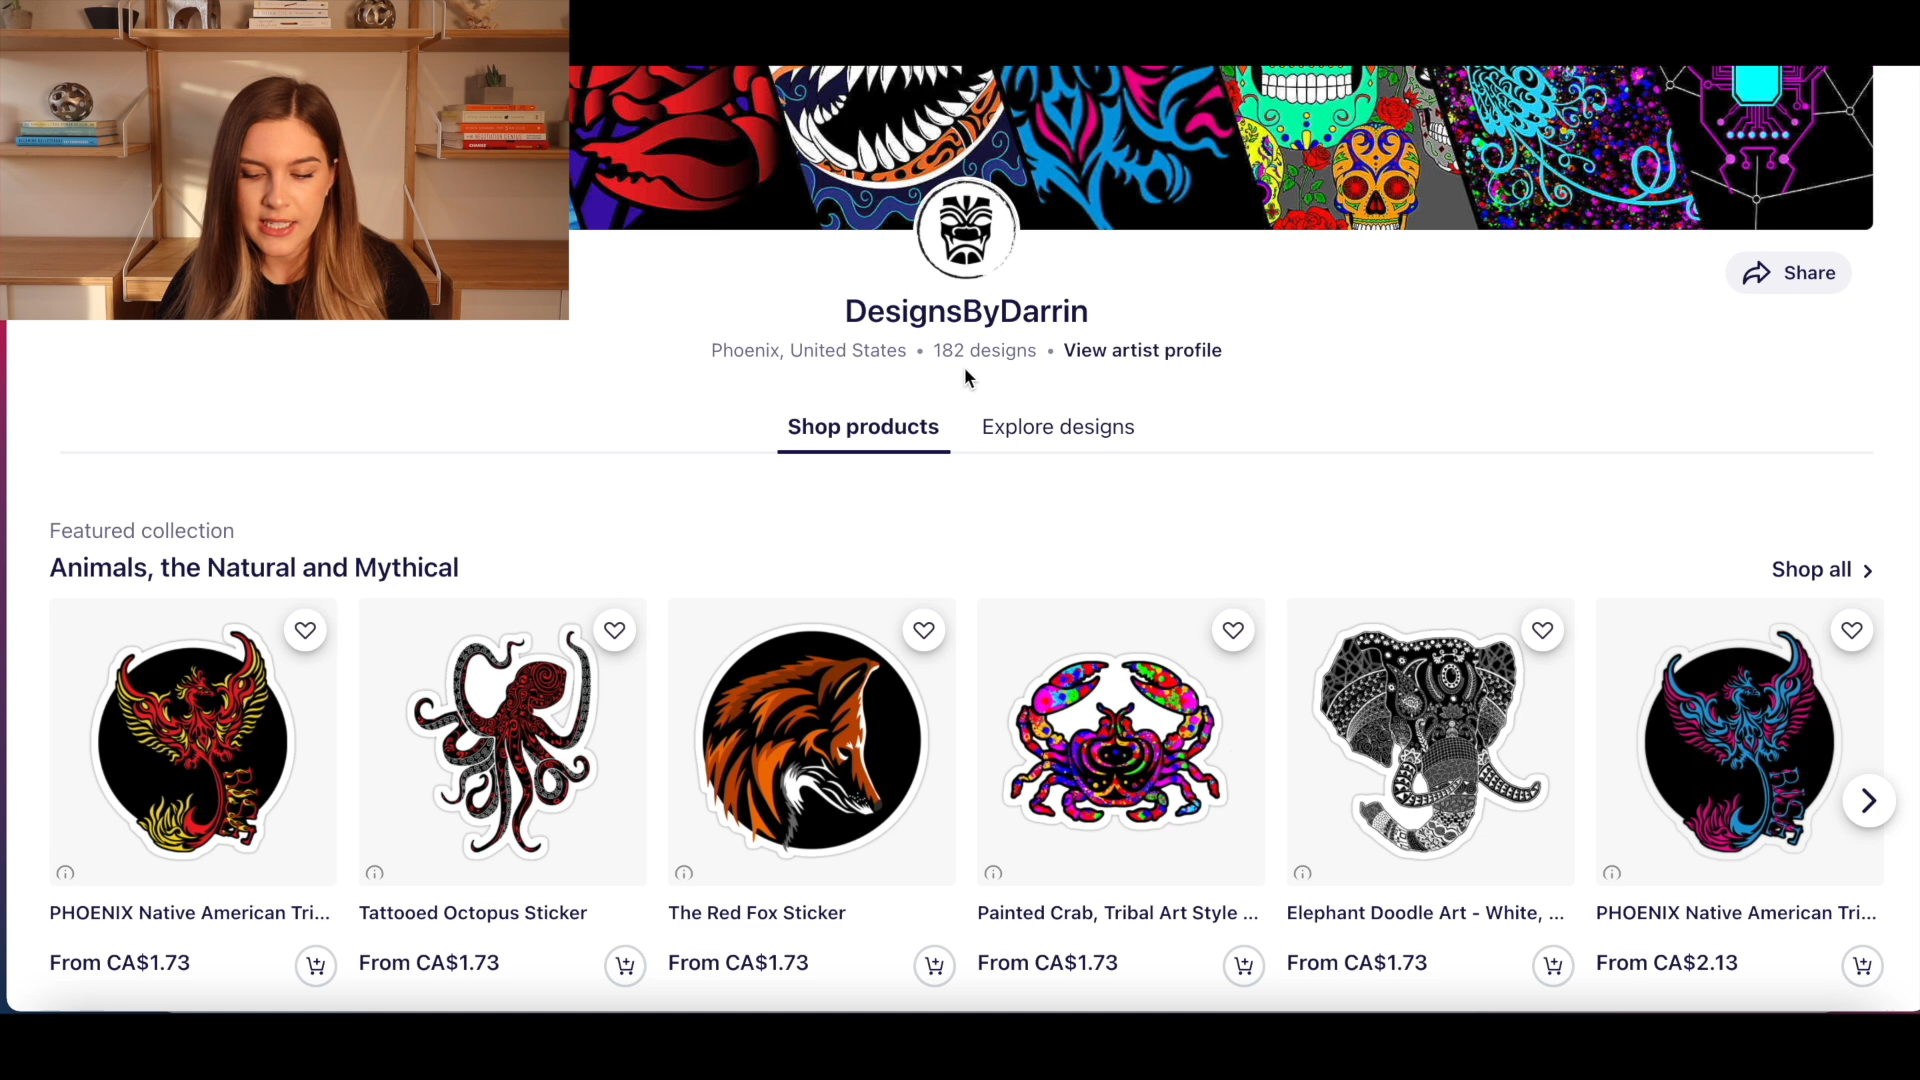 DesignsByDarrin
Phoenix, United States • 182 designs • View artist profile
Share
Shop products
Explore designs
Featured collection
Animals, the Natural and Mythical
Shop all
PHOENIX Native American Tri...
From CA$1.73
Tattooed Octopus Sticker
From CA$1.73
The Red Fox Sticker
From CA$1.73
Painted Crab, Tribal Art Style ...
From CA$1.73
Elephant Doodle Art - White, ...
From CA$1.73
PHOENIX Native American Tri...
From CA$2.13